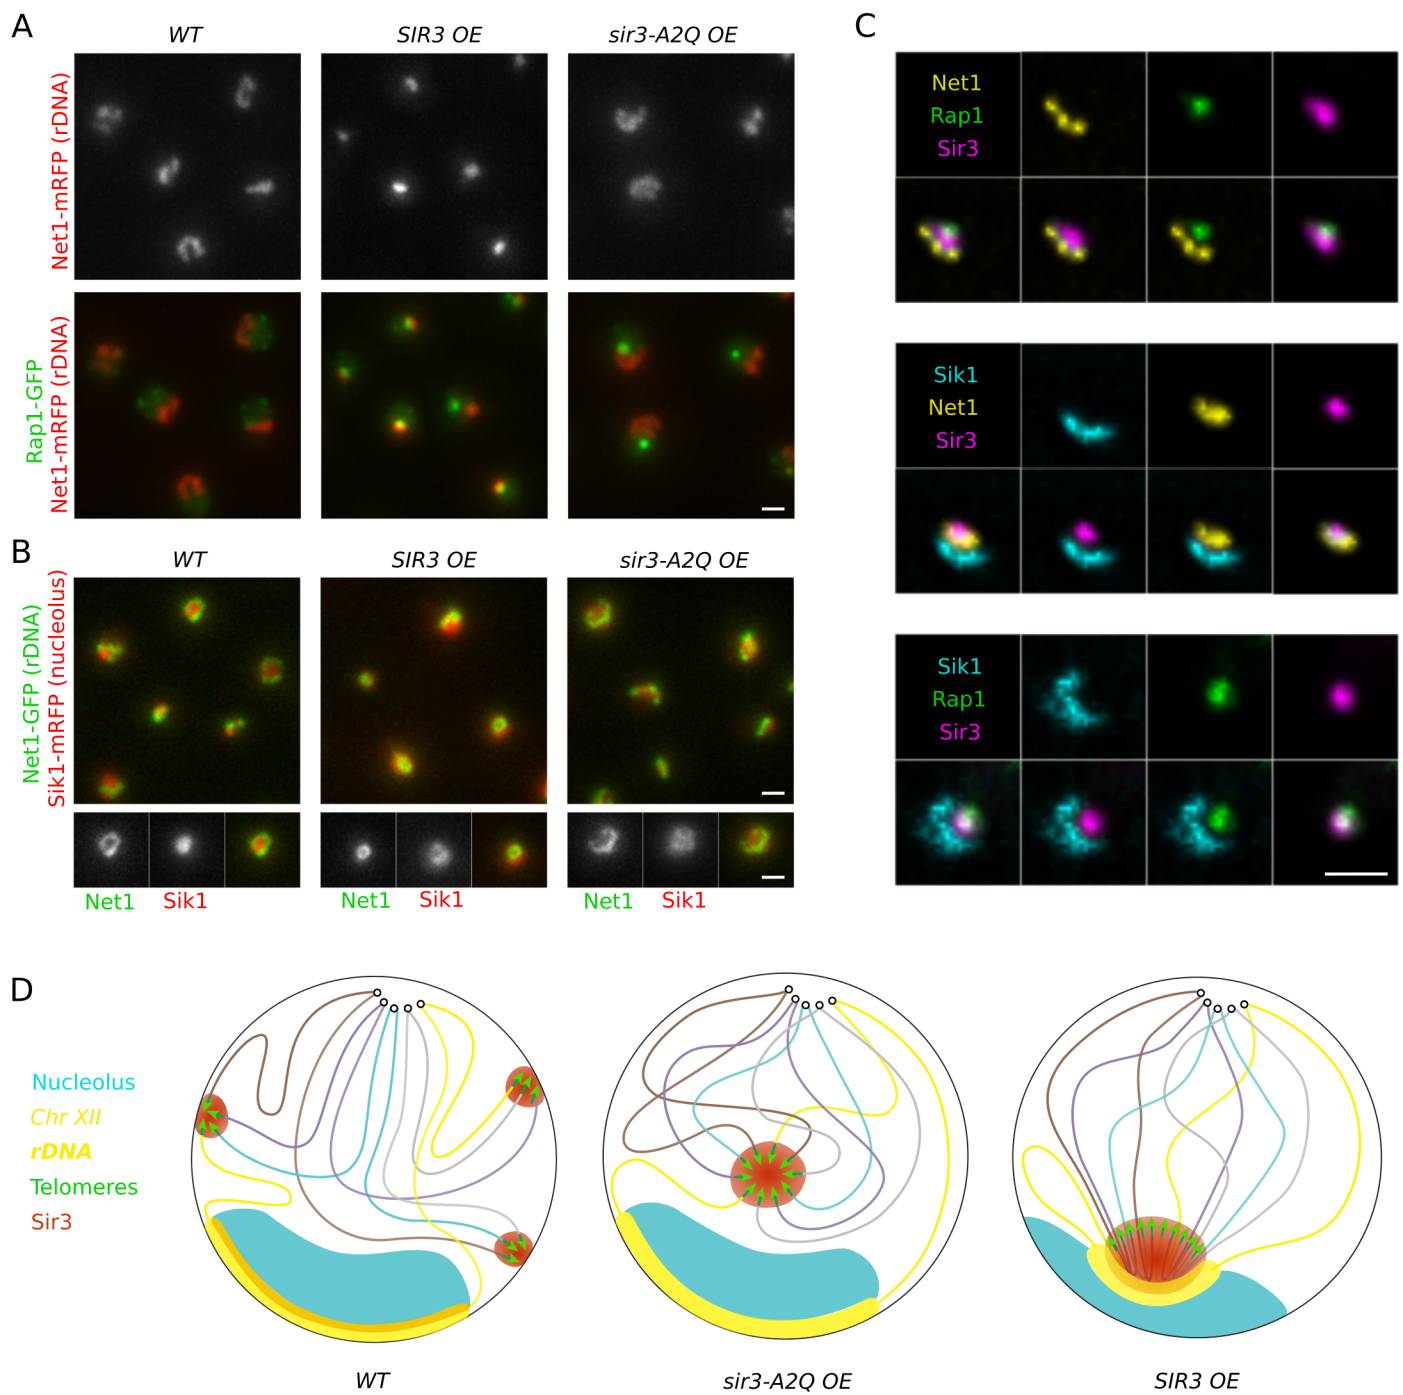 A
WT
SIR3 OE
sir3-A2Q OE
Net1-mRFP (rDNA)
Rap1-GFP
Net1-mRFP (rDNA)
B
WT
SIR3 OE
sir3-A2Q OE
Net1-GFP (rDNA)
Sik1-mRFP (nucleolus)
Net1 Sik1
Net1 Sik1
Net1 Sik1
C
Net1
Rap1
Sir3
Sik1
Net1
Sir3
Sik1
Rap1
Sir3
D
Nucleolus
Chr XII
rDNA
Telomeres
Sir3
WT
sir3-A2Q OE
SIR3 OE